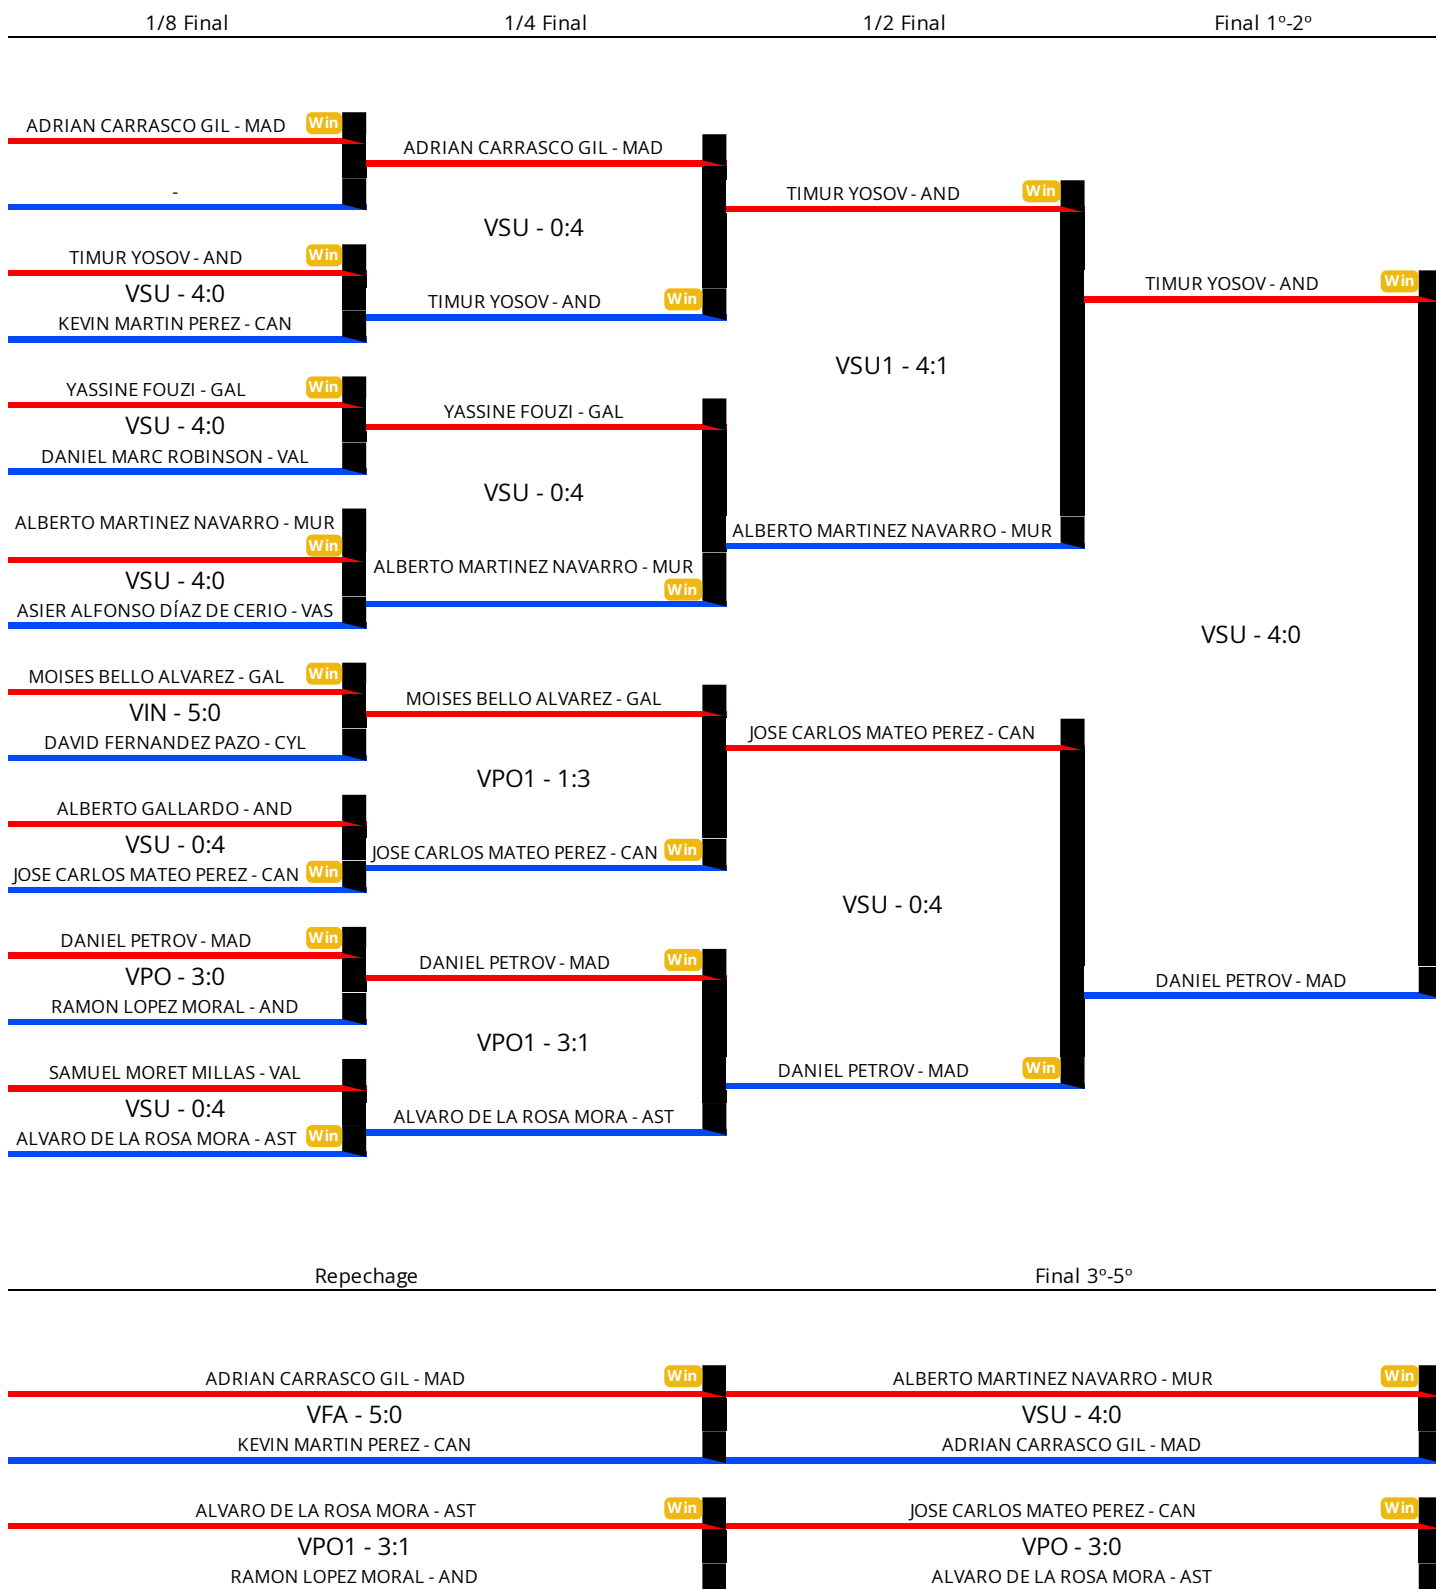 1/8 Final
1/4 Final
1/2 Final
Final 1º-2º
ADRIAN CARRASCO GIL - MAD Win
-
TIMUR YOSOV - AND Win
VSU - 4:0
KEVIN MARTIN PEREZ - CAN
YASSINE FOUZI - GAL Win
VSU - 4:0
DANIEL MARC ROBINSON - VAL
ALBERTO MARTINEZ NAVARRO - MUR
Win
VSU - 4:0
ASIER ALFONSO DÍAZ DE CERIO - VAS
MOISES BELLO ALVAREZ - GAL Win
VIN - 5:0
DAVID FERNANDEZ PAZO - CYL
ALBERTO GALLARDO - AND
VSU - 0:4
JOSE CARLOS MATEO PEREZ - CAN Win
DANIEL PETROV - MAD Win
VPO - 3:0
RAMON LOPEZ MORAL - AND
SAMUEL MORET MILLAS - VAL
VSU - 0:4
ALVARO DE LA ROSA MORA - AST Win
ADRIAN CARRASCO GIL - MAD
VSU - 0:4
TIMUR YOSOV - AND Win
YASSINE FOUZI - GAL
VSU - 0:4
ALBERTO MARTINEZ NAVARRO - MUR
Win
MOISES BELLO ALVAREZ - GAL
VPO1 - 1:3
JOSE CARLOS MATEO PEREZ - CAN Win
DANIEL PETROV - MAD Win
VPO1 - 3:1
ALVARO DE LA ROSA MORA - AST
TIMUR YOSOV - AND Win
VSU1 - 4:1
ALBERTO MARTINEZ NAVARRO - MUR
JOSE CARLOS MATEO PEREZ - CAN
VSU - 0:4
DANIEL PETROV - MAD Win
TIMUR YOSOV - AND Win
VSU - 4:0
DANIEL PETROV - MAD
Repechage
Final 3º-5º
ADRIAN CARRASCO GIL - MAD Win
VFA - 5:0
KEVIN MARTIN PEREZ - CAN
ALVARO DE LA ROSA MORA - AST Win
VPO1 - 3:1
RAMON LOPEZ MORAL - AND
ALBERTO MARTINEZ NAVARRO - MUR Win
VSU - 4:0
ADRIAN CARRASCO GIL - MAD
JOSE CARLOS MATEO PEREZ - CAN Win
VPO - 3:0
ALVARO DE LA ROSA MORA - AST